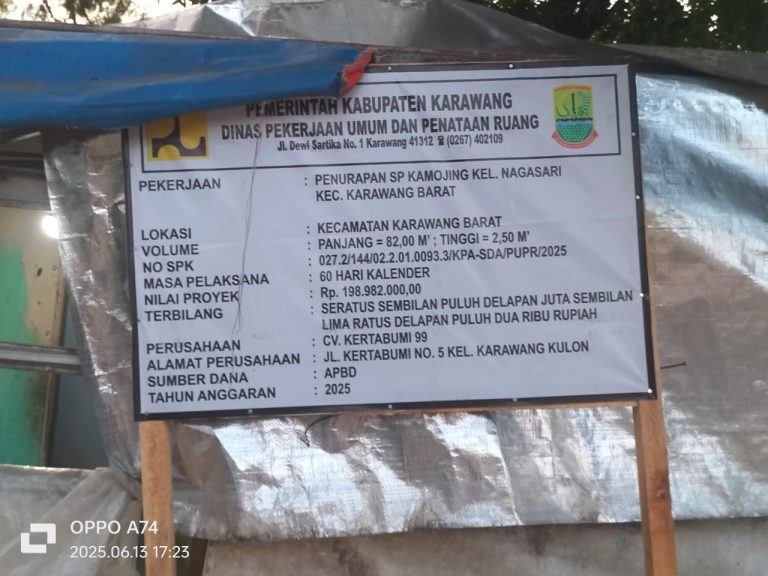 PEMERINTAH KABUPATEN KARAWANG
DINAS PEKERJAAN UMUM DAN PENATAAN RUANG
Jl. Dewi Sartika No. 1 Karawang 41312 ☎ (0267) 402109
PEKERJAAN : PENURAPAN SP KAMOJING KEL. NAGASARI
KEC. KARAWANG BARAT
LOKASI : KECAMATAN KARAWANG BARAT
VOLUME : PANJANG = 82,00 M' ; TINGGI = 2,50 M'
NO SPK : 027.2/144/02.2.01.0093.3/KPA-SDA/PUPR/2025
MASA PELAKSANA : 60 HARI KALENDER
NILAI PROYEK : Rp. 198.982.000,00
TERBILANG : SERATUS SEMBILAN PULUH DELAPAN JUTA SEMBILAN
LIMA RATUS DELAPAN PULUH DUA RIBU RUPIAH
PERUSAHAAN : CV. KERTABUMI 99
ALAMAT PERUSAHAAN : JL. KERTABUMI NO. 5 KEL. KARAWANG KULON
SUMBER DANA : APBD
TAHUN ANGGARAN : 2025
OPPO A74
2025.06.13 17:23